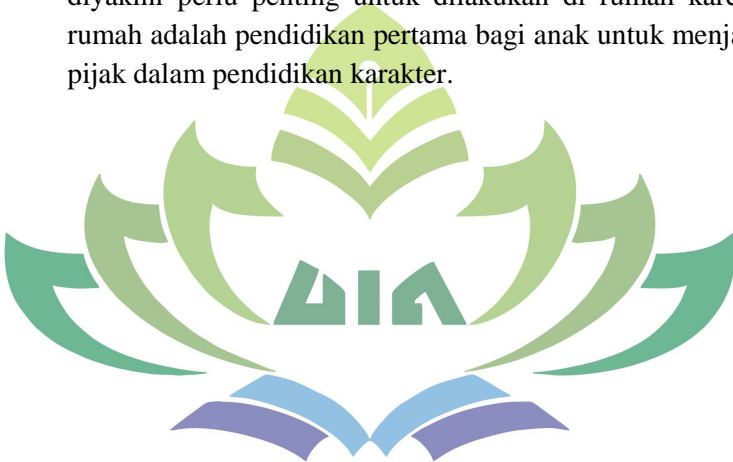 diyakini perlu penting untuk dilakukan di rumah kare
rumah adalah pendidikan pertama bagi anak untuk menja
pijak dalam pendidikan karakter.